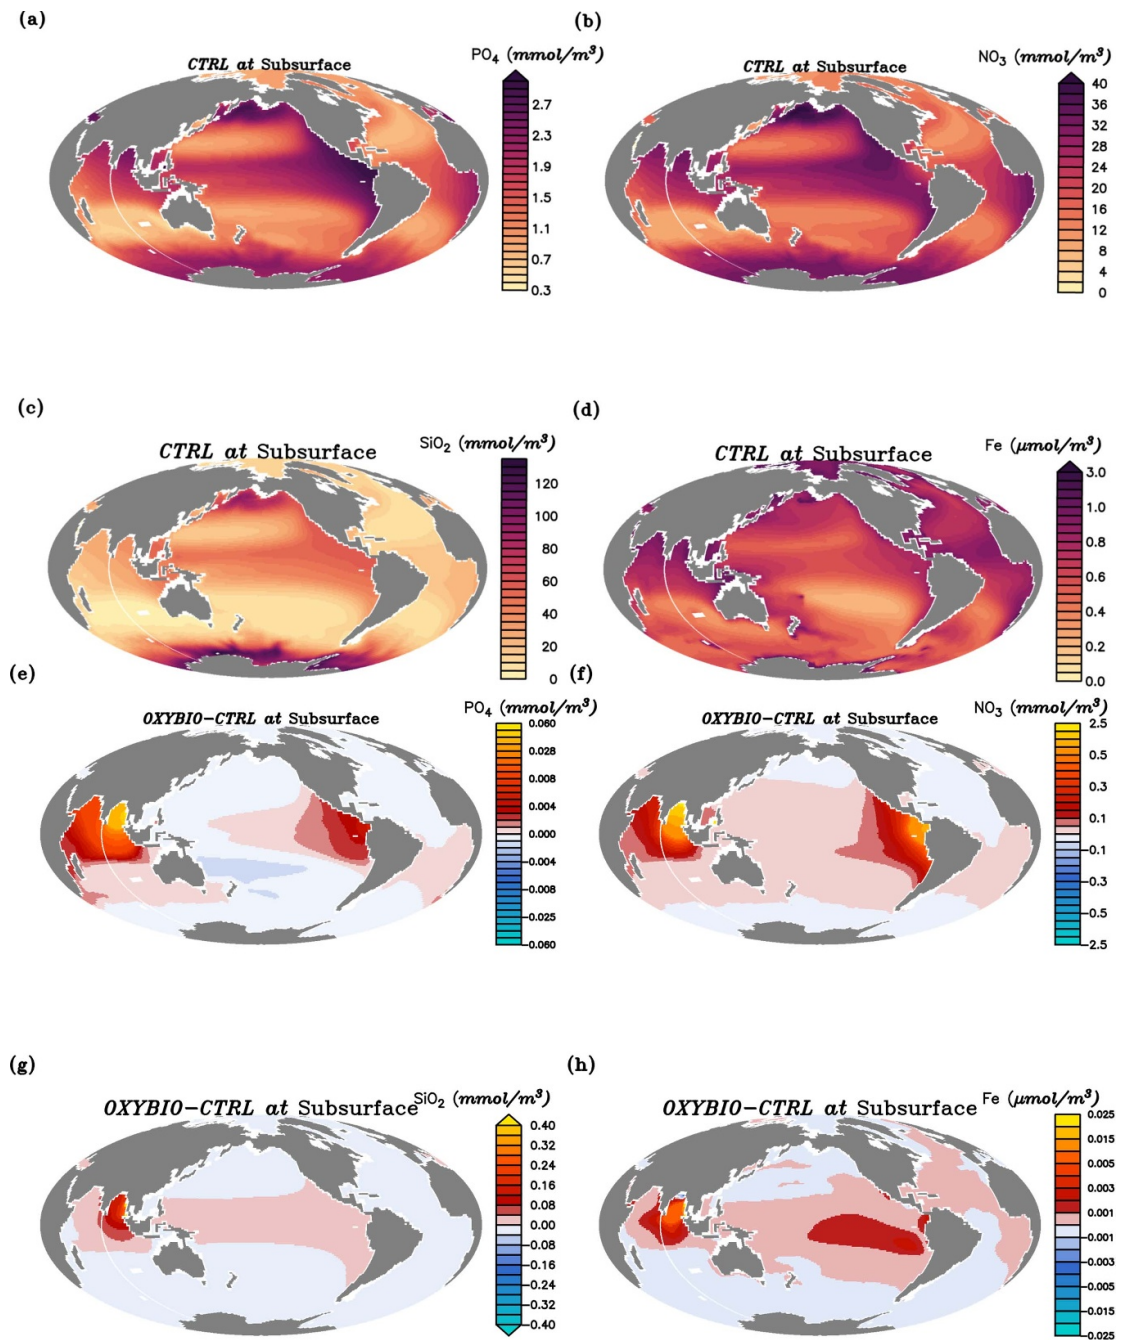 (a)
(b)
CTRL at Subsurface
PO₄ (mmol/m³)
2.7
2.3
1.9
1.5
1.1
0.7
0.3
CTRL at Subsurface
NO₃ (mmol/m³)
40
36
32
28
24
20
16
12
8
4
0
(c)
(d)
CTRL at Subsurface
SiO₂ (mmol/m³)
120
100
80
60
40
20
0
CTRL at Subsurface
Fe (μmol/m³)
3.0
1.0
0.8
0.6
0.4
0.2
0.0
(e)
(f)
OXYBIO-CTRL at Subsurface
PO₄ (mmol/m³)
0.060
0.028
0.008
0.004
0.000
-0.004
-0.008
-0.025
-0.060
OXYBIO-CTRL at Subsurface
NO₃ (mmol/m³)
2.5
0.5
0.3
0.1
-0.1
-0.3
-0.5
-2.5
(g)
(h)
OXYBIO-CTRL at Subsurface
SiO₂ (mmol/m³)
0.40
0.32
0.24
0.16
0.08
0.00
-0.08
-0.16
-0.24
-0.32
-0.40
OXYBIO-CTRL at Subsurface
Fe (μmol/m³)
0.025
0.015
0.005
0.003
0.001
-0.001
-0.003
-0.005
-0.015
-0.025